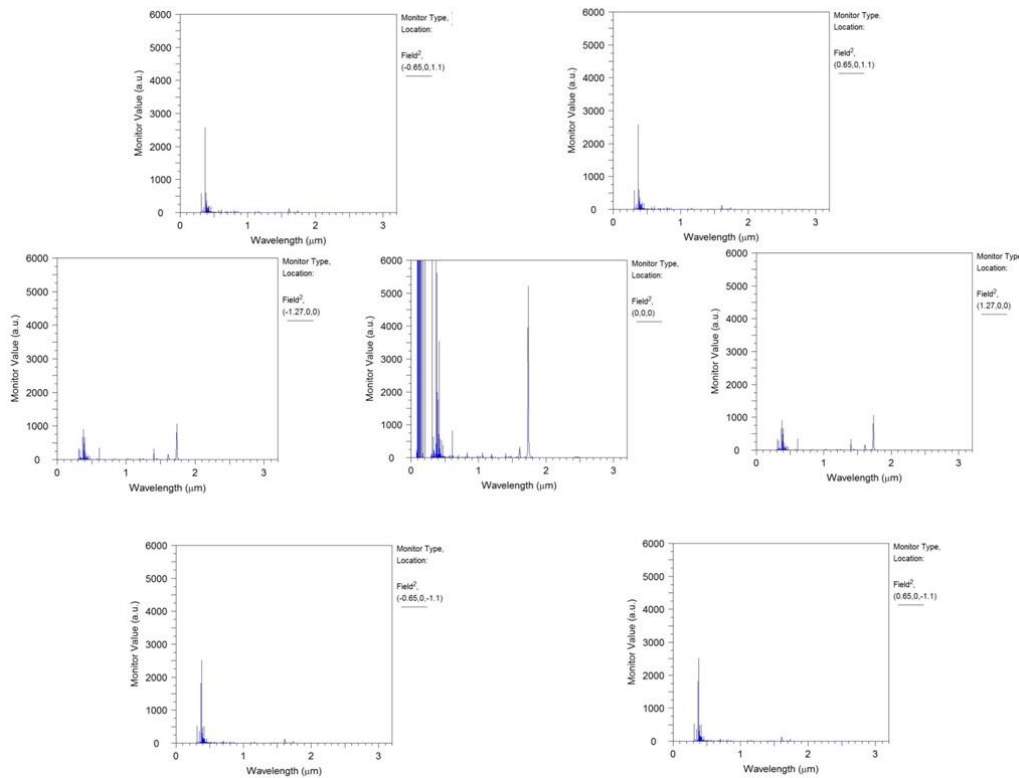 6000
5000
4000
3000
2000
1000
0
Monitor Value (a.u.)
0 1 2 3
Wavelength (μm)
Monitor Type,
Location:
Field²,
(-0.65,0,1.1)
6000
5000
4000
3000
2000
1000
0
Monitor Value (a.u.)
0 1 2 3
Wavelength (μm)
Monitor Type,
Location:
Field²,
(0.65,0,1.1)
6000
5000
4000
3000
2000
1000
0
Monitor Value (a.u.)
0 1 2 3
Wavelength (μm)
Monitor Type,
Location:
Field²,
(-1.27,0,0)
6000
5000
4000
3000
2000
1000
0
Monitor Value (a.u.)
0 1 2 3
Wavelength (μm)
Monitor Type,
Location:
Field²,
(0,0,0)
6000
5000
4000
3000
2000
1000
0
Monitor Value (a.u.)
0 1 2 3
Wavelength (μm)
Monitor Type,
Location:
Field²,
(1.27,0,0)
6000
5000
4000
3000
2000
1000
0
Monitor Value (a.u.)
0 1 2 3
Wavelength (μm)
Monitor Type,
Location:
Field²,
(-0.65,0,-1.1)
6000
5000
4000
3000
2000
1000
0
Monitor Value (a.u.)
0 1 2 3
Wavelength (μm)
Monitor Type,
Location:
Field²,
(0.65,0,-1.1)